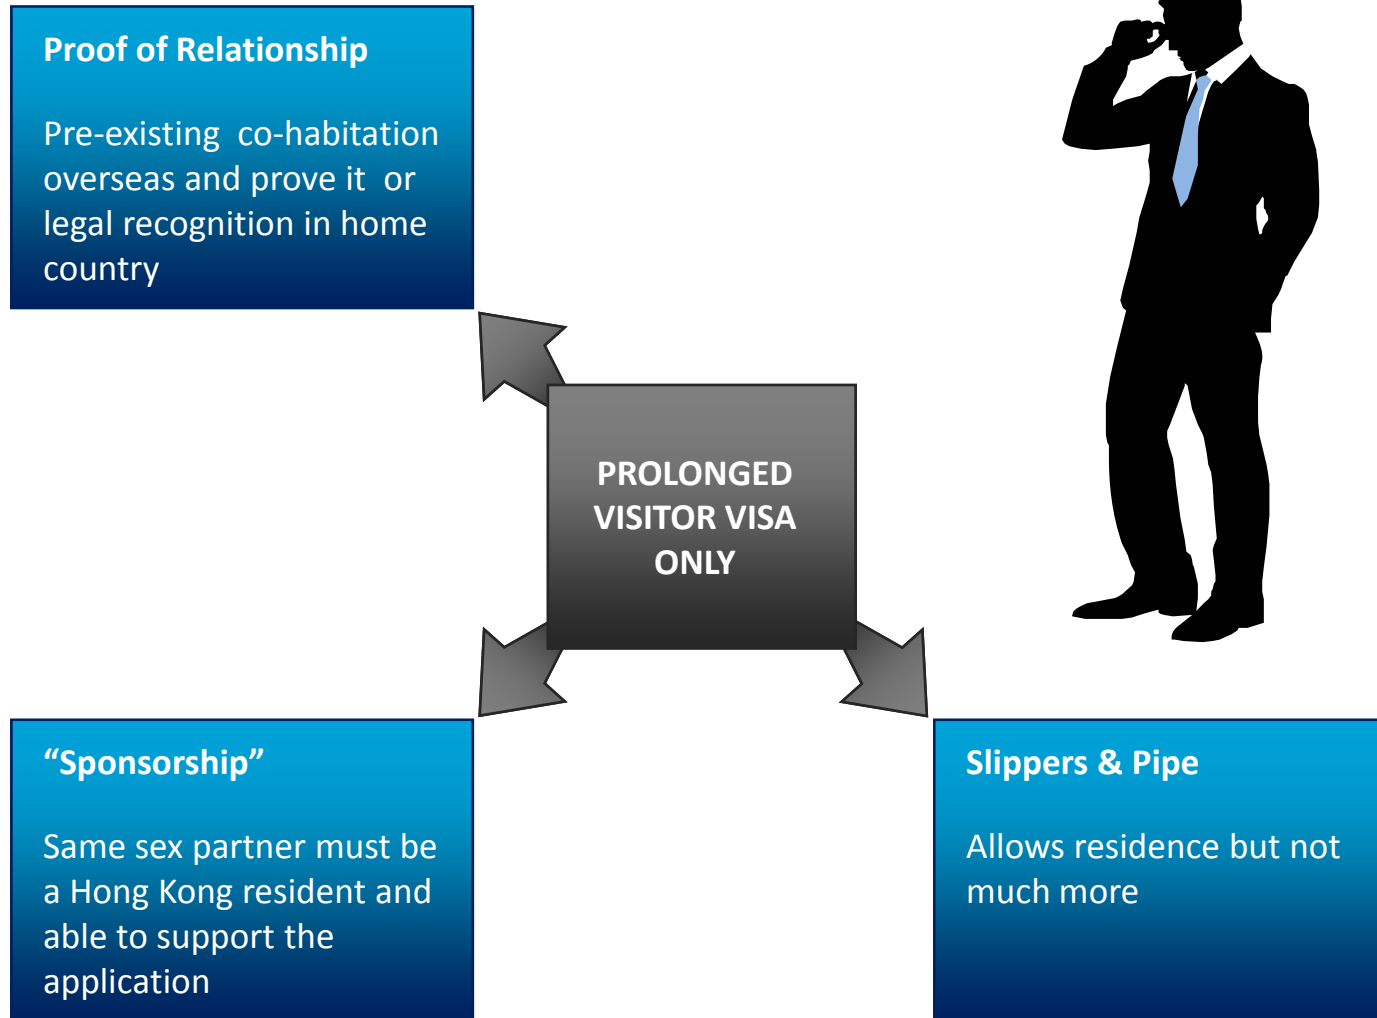 Proof of Relationship
Pre-existing co-habitation
overseas and prove it or
legal recognition in home
country
PROLONGED
VISITOR VISA
ONLY
“Sponsorship”
Same sex partner must be
a Hong Kong resident and
able to support the
application
Slippers & Pipe
Allows residence but not
much more